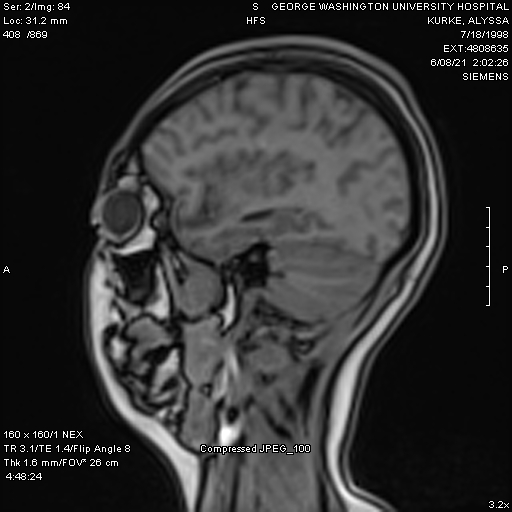 Ser: 2/Img: 84
Loc: 31.2 mm
408 /869
S
HFS
GEORGE WASHINGTON UNIVERSITY HOSPITAL
KURKE, ALYSSA
7/18/1998
EXT:4808635
6/08/21 2:02:26
SIEMENS
A
P
160 x 160/1 NEX
TR 3.1/TE 1.4/Flip Angle 8
Thk 1.6 mm/FOV* 26 cm
4:48:24
Compressed JPEG_100
3.2x